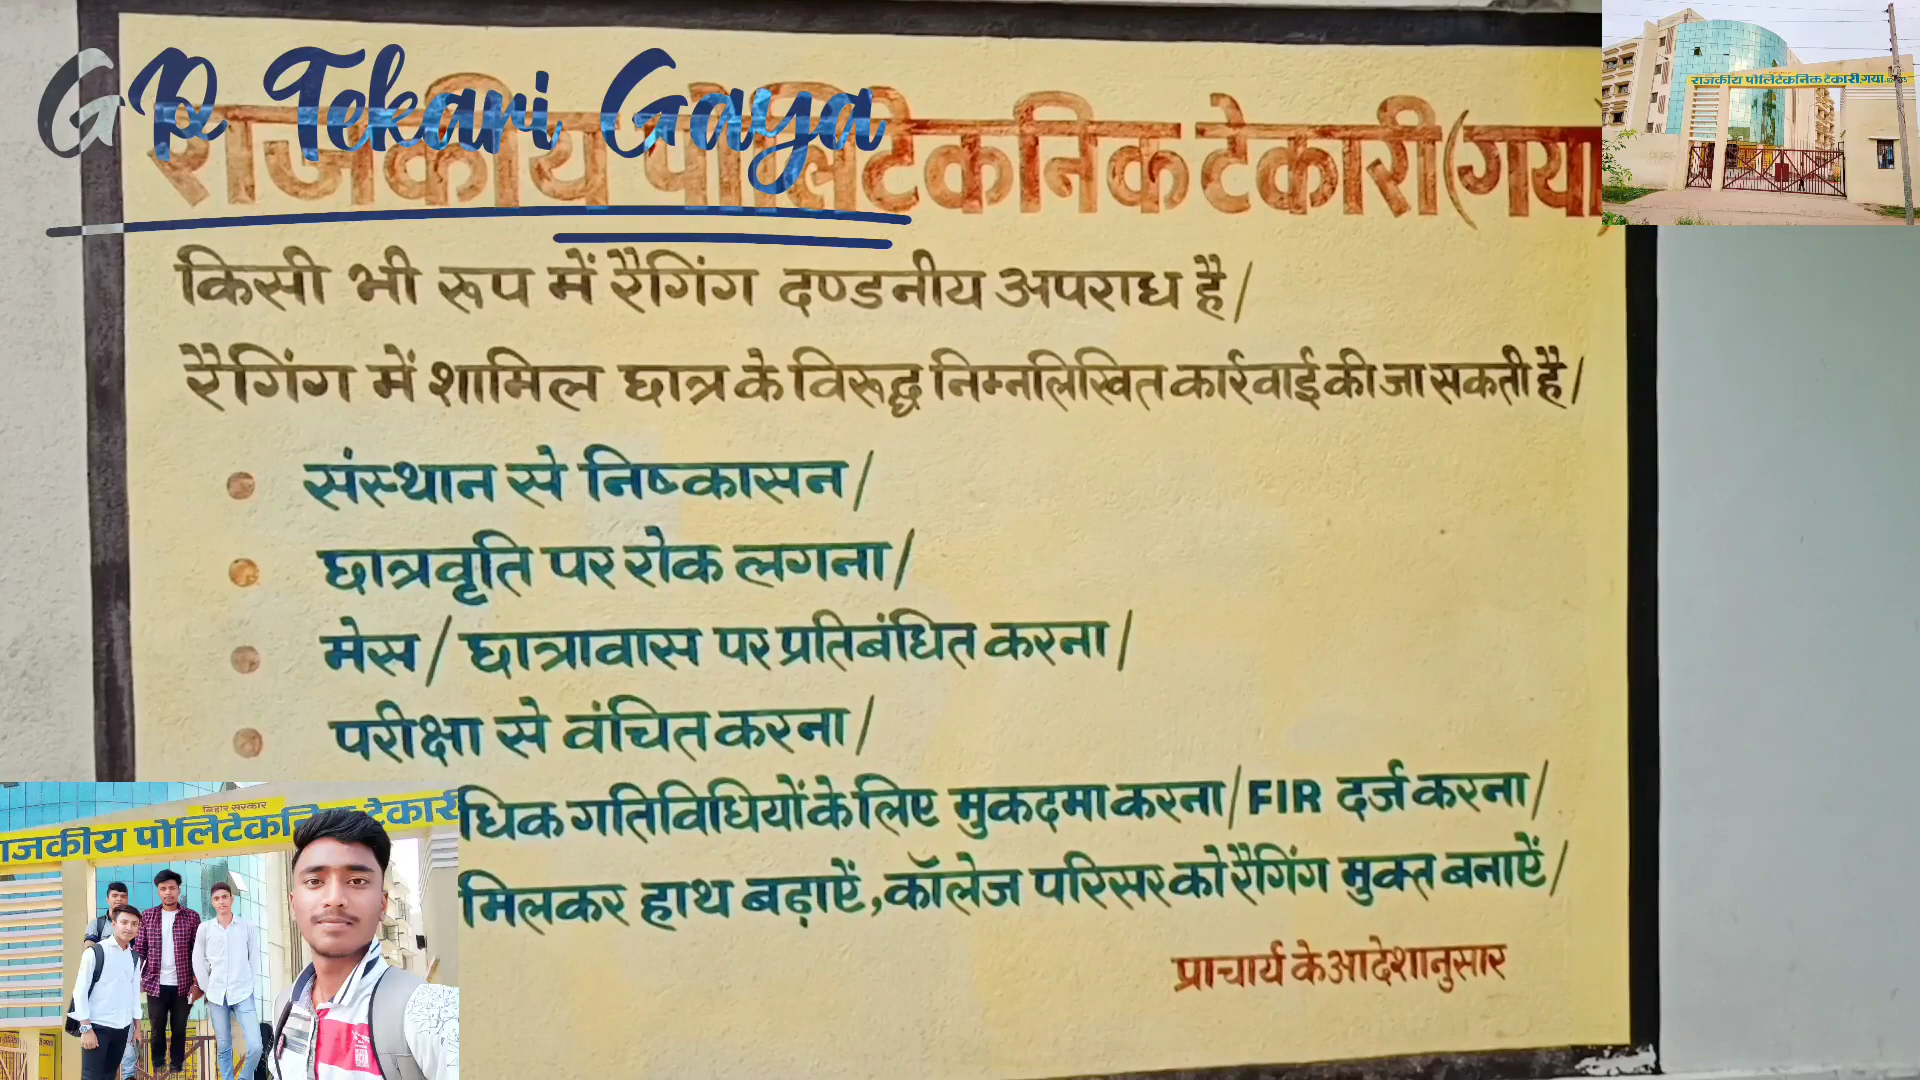 GP Tekari Gaya
राजकीय पोलिटेकनिक टेकारी (गया
किसी भी रूप में रैगिंग दण्डनीय अपराध है/
रैगिंग में शामिल छात्र के विरूद्ध निम्नलिखित कार्रवाई की जा सकती है/
संस्थान से निष्कासन/
छात्रवृति पर रोक लगना/
मेस/ छात्रावास पर प्रतिबंधित करना/
परीक्षा से वंचित करना/
धिक गतिविधियों के लिए मुकदमा करना/ FIR दर्ज करना/
मिलकर हाथ बढ़ाऐं, कॉलेज परिसर को रैगिंग मुक्त बनाऐं/
प्राचार्य के आदेशानुसार
राजकीय पोलिटेकनिक टेकारी, गया
बिहार सरकार
ाजकीय पोलिटेकनिक टेकारी